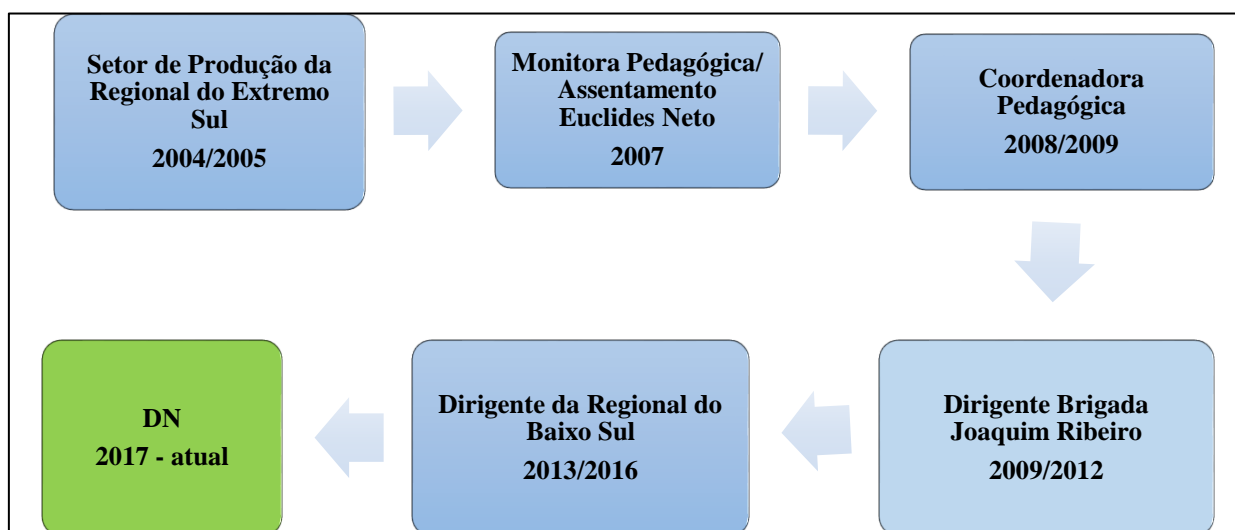 Setor de Produção da
Regional do Extremo
Sul
2004/2005
Monitora Pedagógica/
Assentamento
Euclides Neto
2007
Coordenadora
Pedagógica
2008/2009
Dirigente Brigada
Joaquim Ribeiro
2009/2012
Dirigente da Regional do
Baixo Sul
2013/2016
DN
2017 - atual